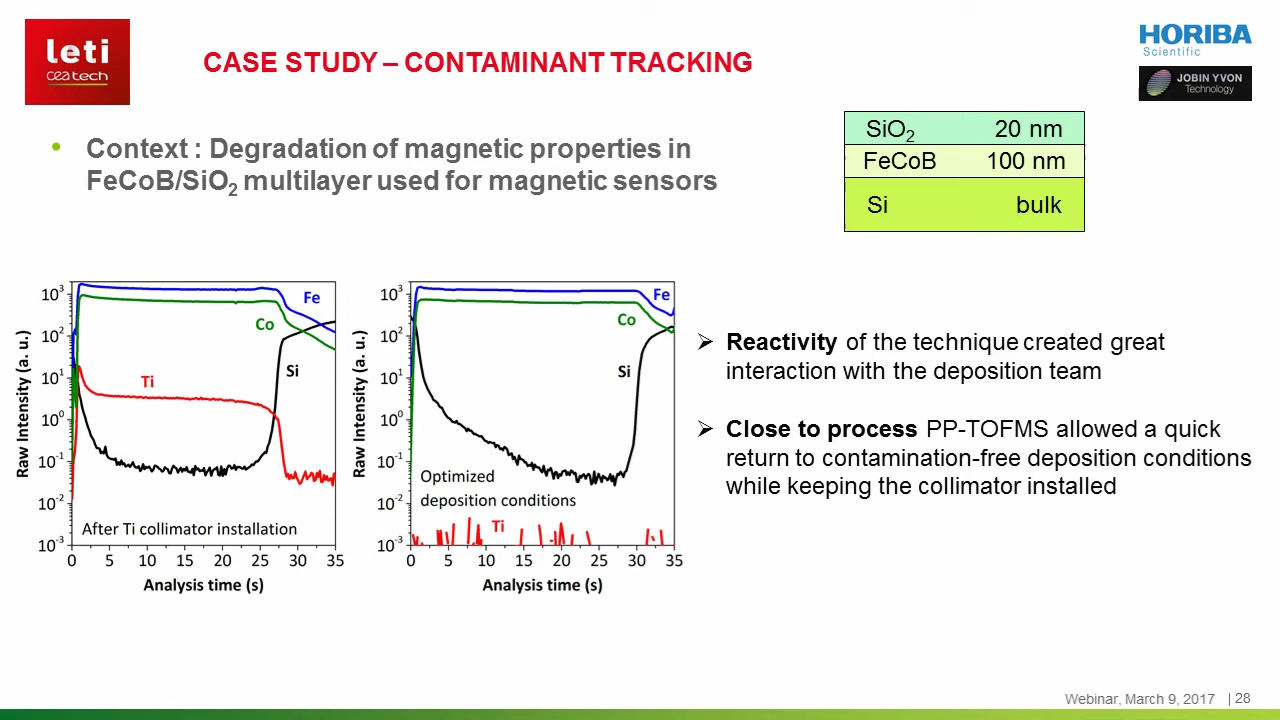 leti
ceatech
CASE STUDY – CONTAMINANT TRACKING
HORIBA
Scientific
JOBIN YVON
Technology
• Context : Degradation of magnetic properties in
FeCoB/SiO₂ multilayer used for magnetic sensors
SiO₂ 20 nm
FeCoB 100 nm
Si bulk
Raw Intensity (a. u.)
10³
10²
10¹
10⁰
10⁻¹
10⁻²
10⁻³
Fe
Co
Si
Ti
After Ti collimator installation
0 5 10 15 20 25 30 35
Analysis time (s)
Raw Intensity (a. u.)
10³
10²
10¹
10⁰
10⁻¹
10⁻²
10⁻³
Fe
Co
Si
Optimized
deposition conditions
Ti
0 5 10 15 20 25 30 35
Analysis time (s)
➢ Reactivity of the technique created great
interaction with the deposition team
➢ Close to process PP-TOFMS allowed a quick
return to contamination-free deposition conditions
while keeping the collimator installed
Webinar, March 9, 2017 | 28